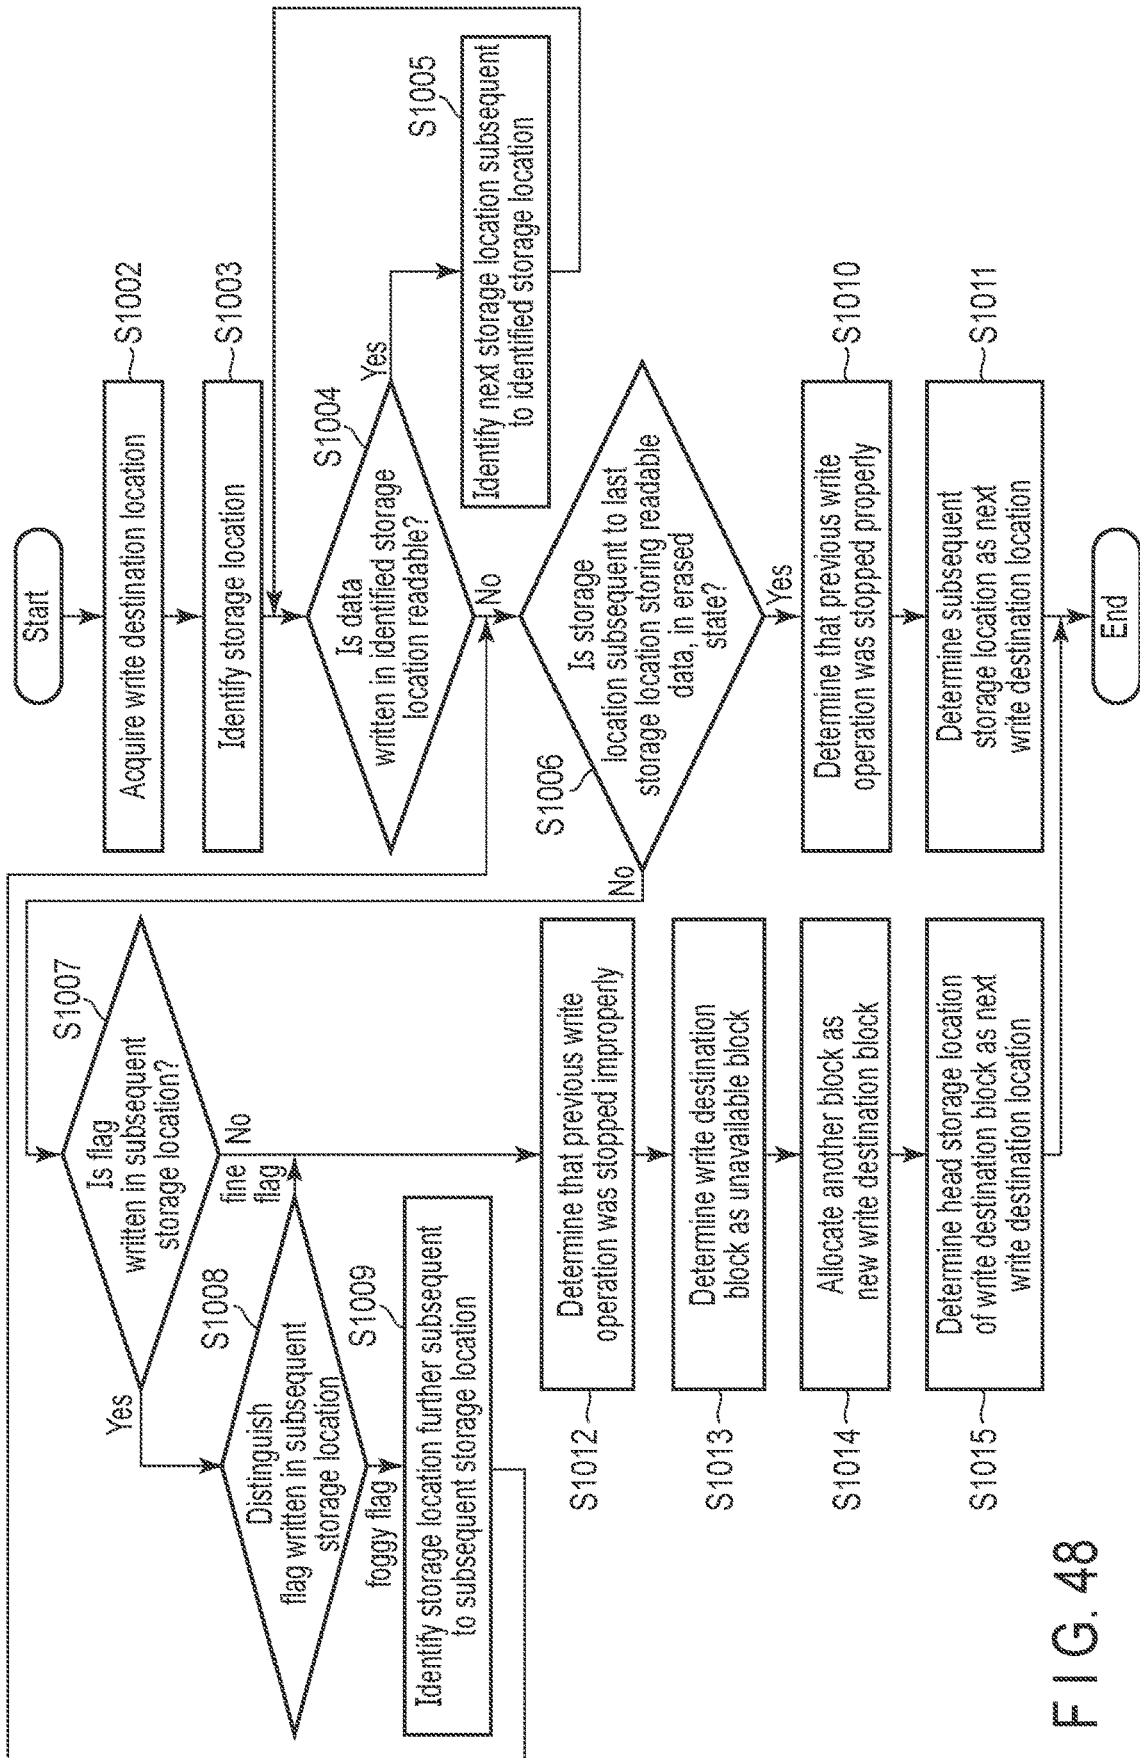 Start
S1002
Acquire write destination location
S1003
Identify storage location
S1004
Is data
written in identified storage
location readable?
Yes
No
S1005
Identify next storage location subsequent
to identified storage location
S1006
Is storage
location subsequent to last
storage location storing readable
data, in erased
state?
No
Yes
S1007
Is flag
written in subsequent
storage location?
Yes
No
S1008
Distinguish
flag written in subsequent
storage location
fine
flag
foggy flag
S1009
Identify storage location further subsequent
to subsequent storage location
S1010
Determine that previous write
operation was stopped properly
S1011
Determine subsequent
storage location as next
write destination location
S1012
Determine that previous write
operation was stopped improperly
S1013
Determine write destination
block as unavailable block
S1014
Allocate another block as
new write destination block
S1015
Determine head storage location
of write destination block as next
write destination location
End
FIG. 48